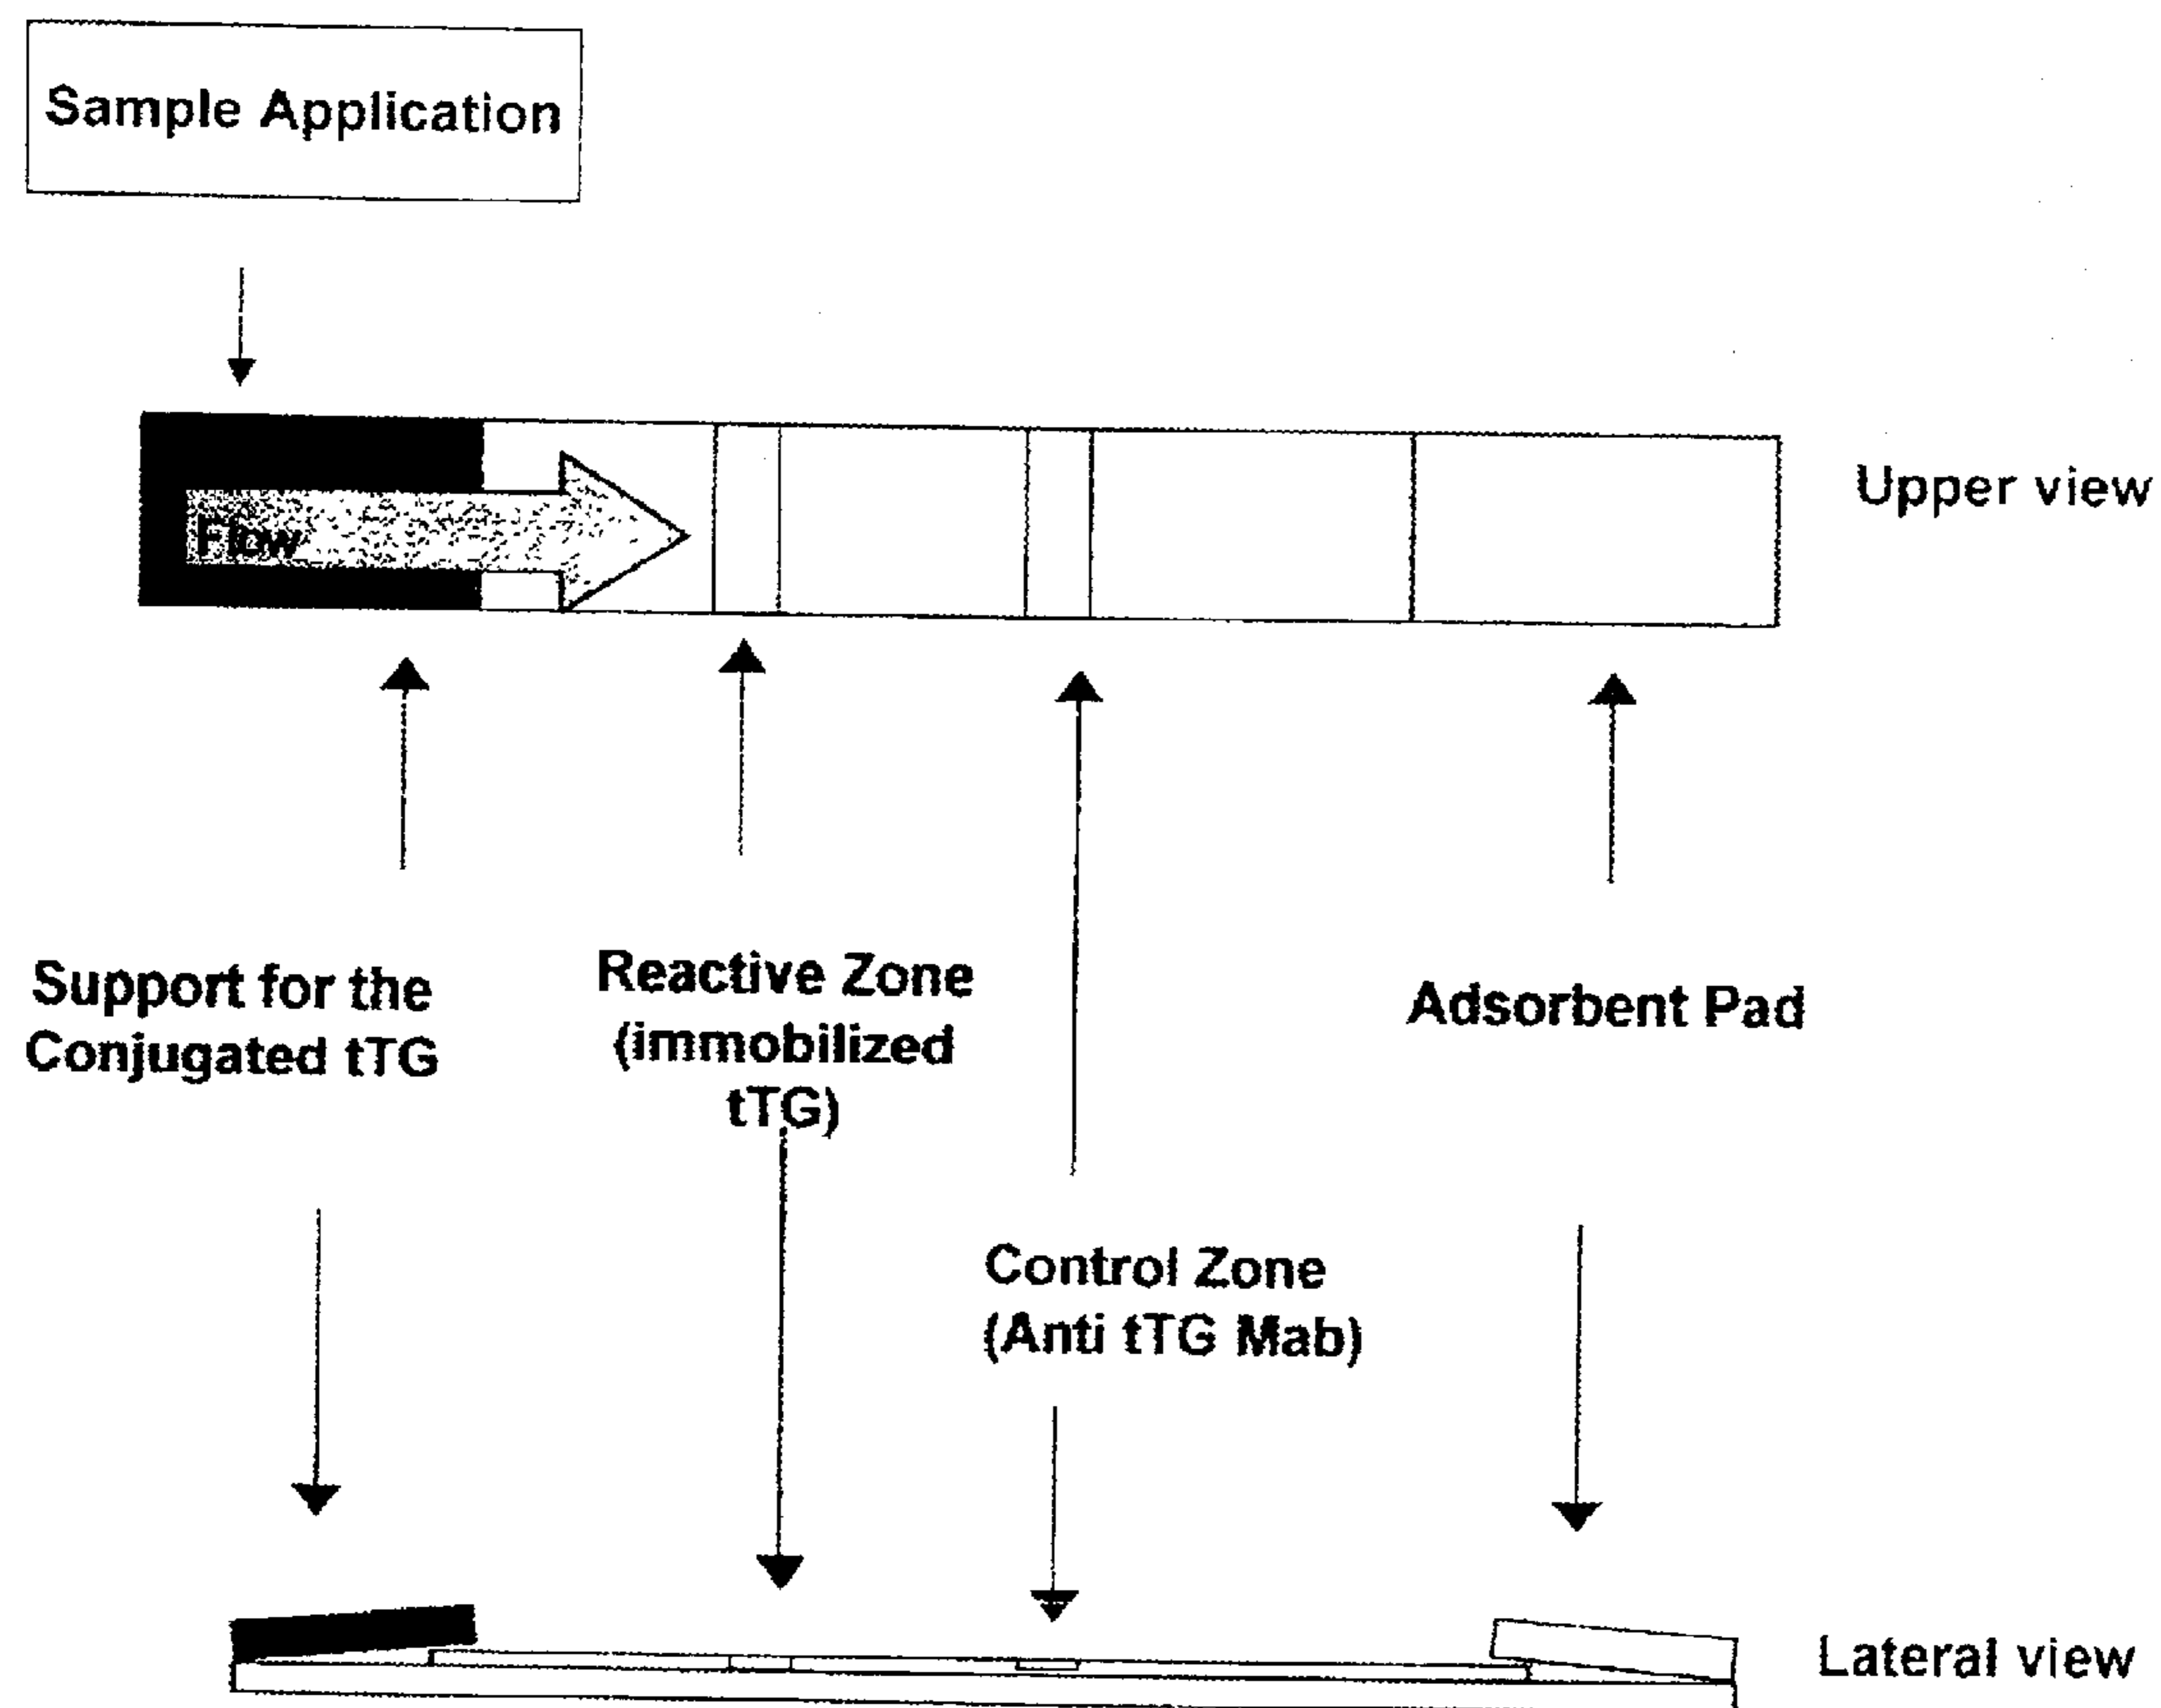 Sample Application
Flow
Upper view
Support for the
Conjugated tTG
Reactive Zone
(immobilized
tTG)
Adsorbent Pad
Control Zone
(Anti tTG Mab)
Lateral view